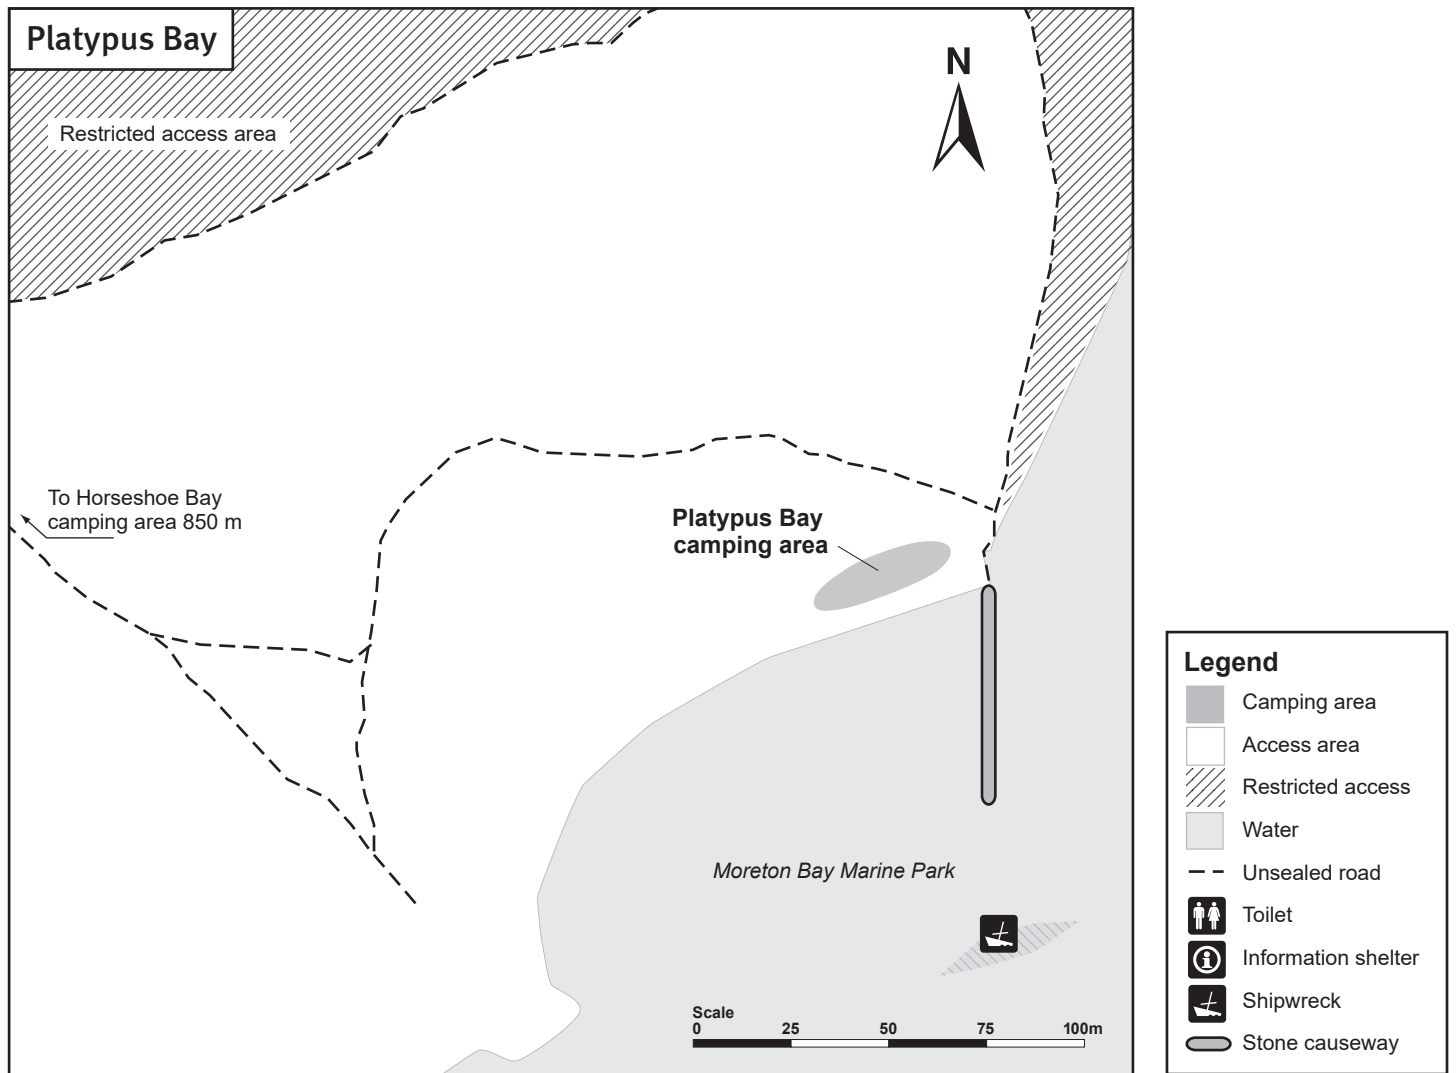 Platypus Bay
N
Restricted access area
To Horseshoe Bay
camping area 850 m
Platypus Bay
camping area
Moreton Bay Marine Park
Scale
0 25 50 75 100m
Legend
Camping area
Access area
Restricted access
Water
Unsealed road
Toilet
Information shelter
Shipwreck
Stone causeway